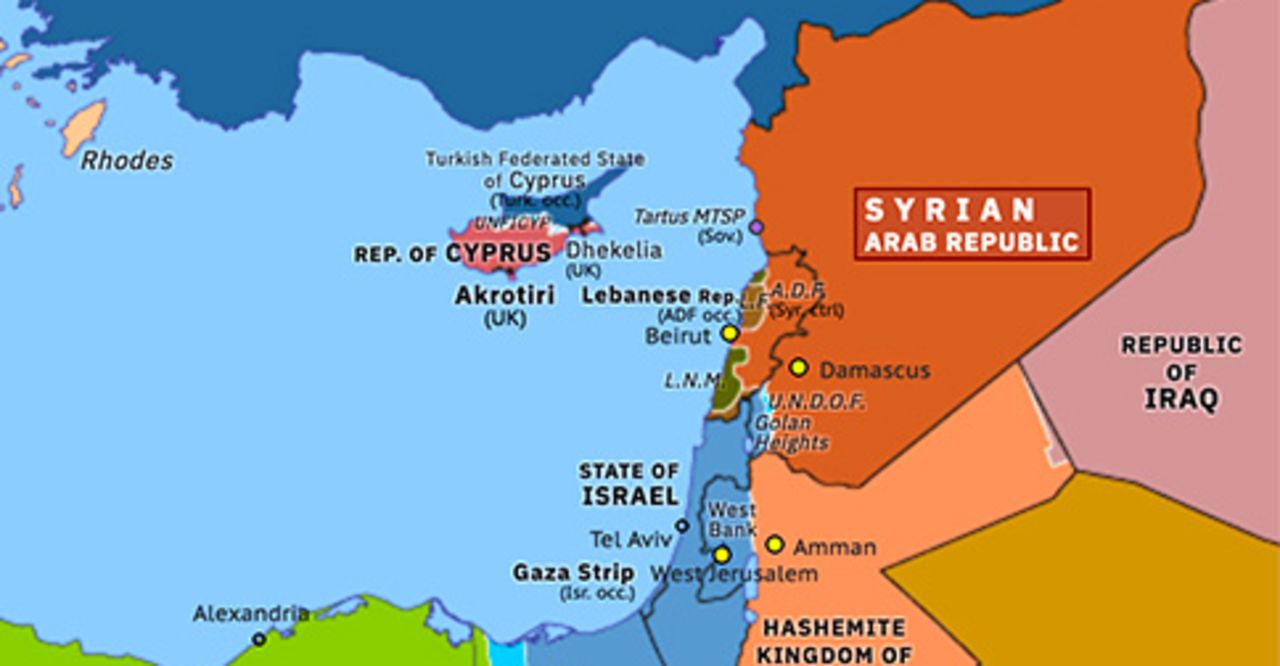 Rhodes
Turkish Federated State
of Cyprus
(Turk. occ.)
UNFICYP
REP. OF CYPRUS
Dhekelia
(UK)
Akrotiri
(UK)
Tartus MTSP
(Sov.)
SYRIAN
ARAB REPUBLIC
Lebanese Rep.
(ADF occ.)
L.F.
A.D.F.
(Syr. ctrl)
Beirut
Damascus
L.N.M.
U.N.D.O.F.
Golan
Heights
REPUBLIC
OF
IRAQ
STATE OF
ISRAEL
West
Bank
Tel Aviv
Amman
Gaza Strip
(Isr. occ.)
West Jerusalem
Alexandria
HASHEMITE
KINGDOM OF